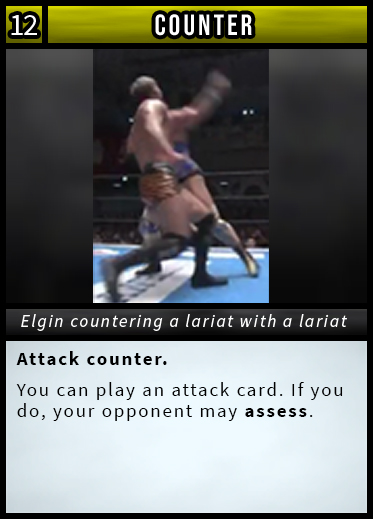 12
COUNTER
Elgin countering a lariat with a lariat
Attack counter.
You can play an attack card. If you
do, your opponent may assess.